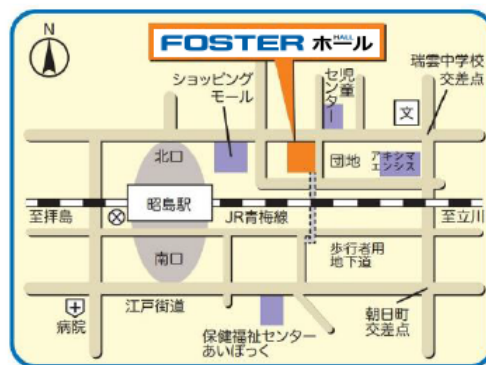 N
FOSTER HALL ホール
ショッピング
モール
児童
センター
瑞雲中学校
交差点
文
北口
団地
アキシマ
エンシス
昭島駅
至拝島
JR青梅線
至立川
南口
歩行者用
地下道
江戸街道
病院
朝日町
交差点
保健福祉センター
あいぽっく